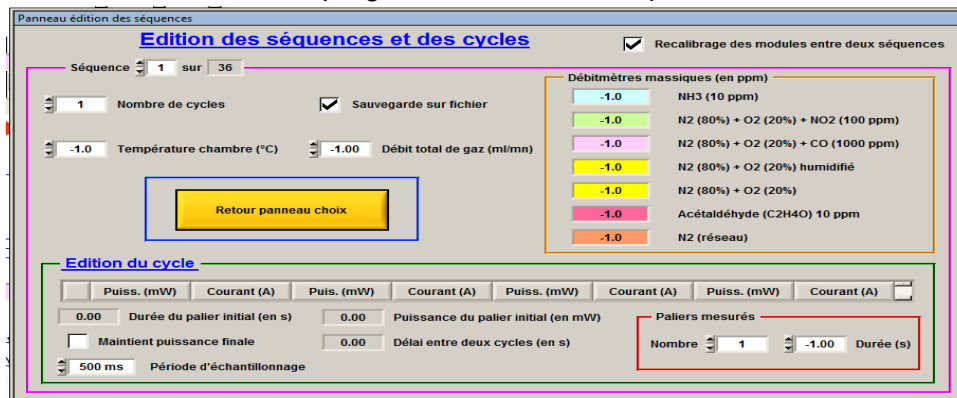 Panneau édition des séquences
Edition des séquences et des cycles
Recalibrage des modules entre deux séquences
Séquence 1 sur 36
Débitmètres massiques (en ppm)
1 Nombre de cycles
Sauvegarde sur fichier
-1.0 NH3 (10 ppm)
-1.0 N2 (80%) + O2 (20%) + NO2 (100 ppm)
-1.0 Température chambre (°C)
-1.00 Débit total de gaz (ml/mn)
-1.0 N2 (80%) + O2 (20%) + CO (1000 ppm)
-1.0 N2 (80%) + O2 (20%) humidifié
-1.0 N2 (80%) + O2 (20%)
Retour panneau choix
-1.0 Acétaldéhyde (C2H4O) 10 ppm
-1.0 N2 (réseau)
Edition du cycle
Puiss. (mW) Courant (A) Puis. (mW) Courant (A) Puiss. (mW) Courant (A) Puiss. (mW) Courant (A)
0.00 Durée du palier initial (en s) 0.00 Puissance du palier initial (en mW)
Paliers mesurés
Maintient puissance finale 0.00 Délai entre deux cycles (en s)
Nombre 1 -1.00 Durée (s)
500 ms Période d'échantillonnage